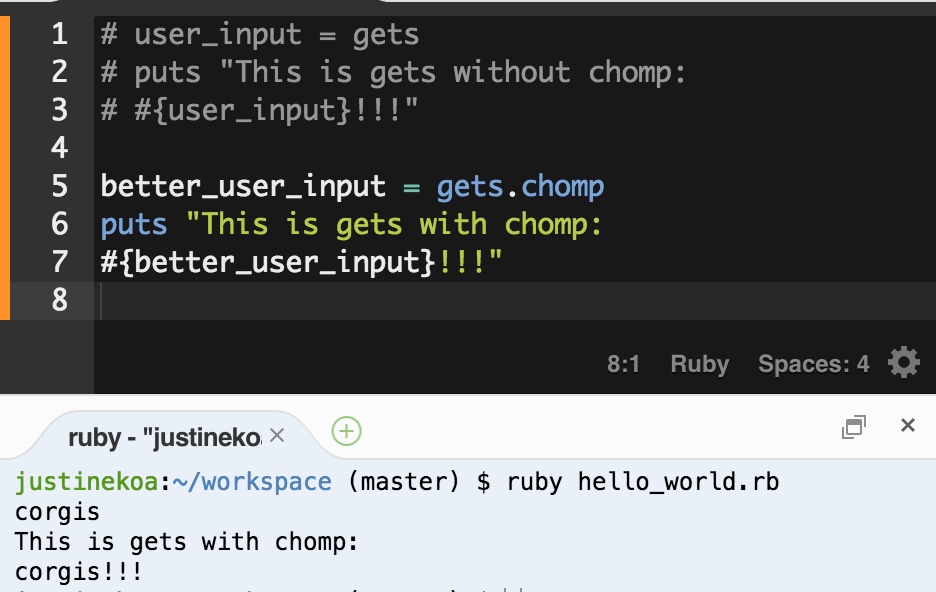 1 # user_input = gets
2 # puts "This is gets without chomp:
3 # #{user_input}!!!"
4
5 better_user_input = gets.chomp
6 puts "This is gets with chomp:
7 #{better_user_input}!!!"
8
8:1 Ruby Spaces: 4
ruby - "justineko
justinekoa:~/workspace (master) $ ruby hello_world.rb
corgis
This is gets with chomp:
corgis!!!